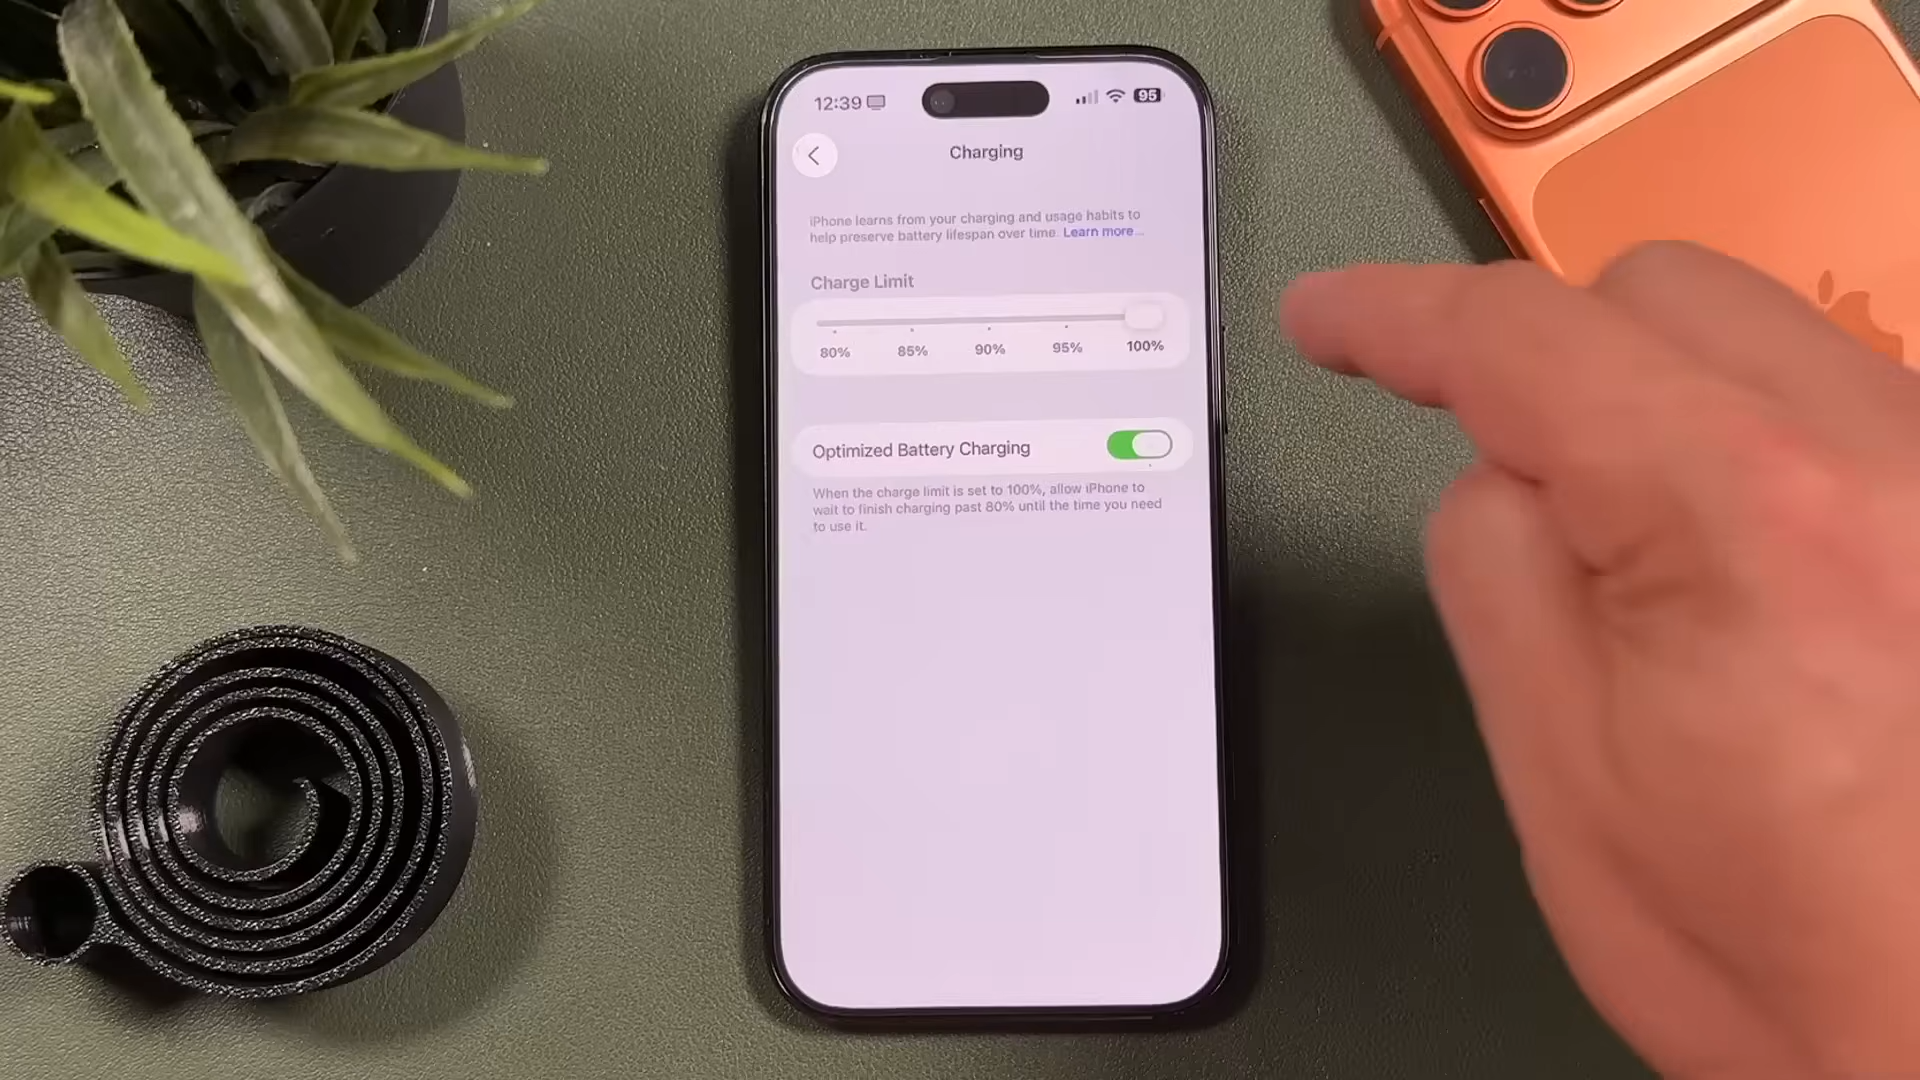 12:39
95
Charging
iPhone learns from your charging and usage habits to
help preserve battery lifespan over time. Learn more...
Charge Limit
80% 85% 90% 95% 100%
Optimized Battery Charging
When the charge limit is set to 100%, allow iPhone to
wait to finish charging past 80% until the time you need
to use it.